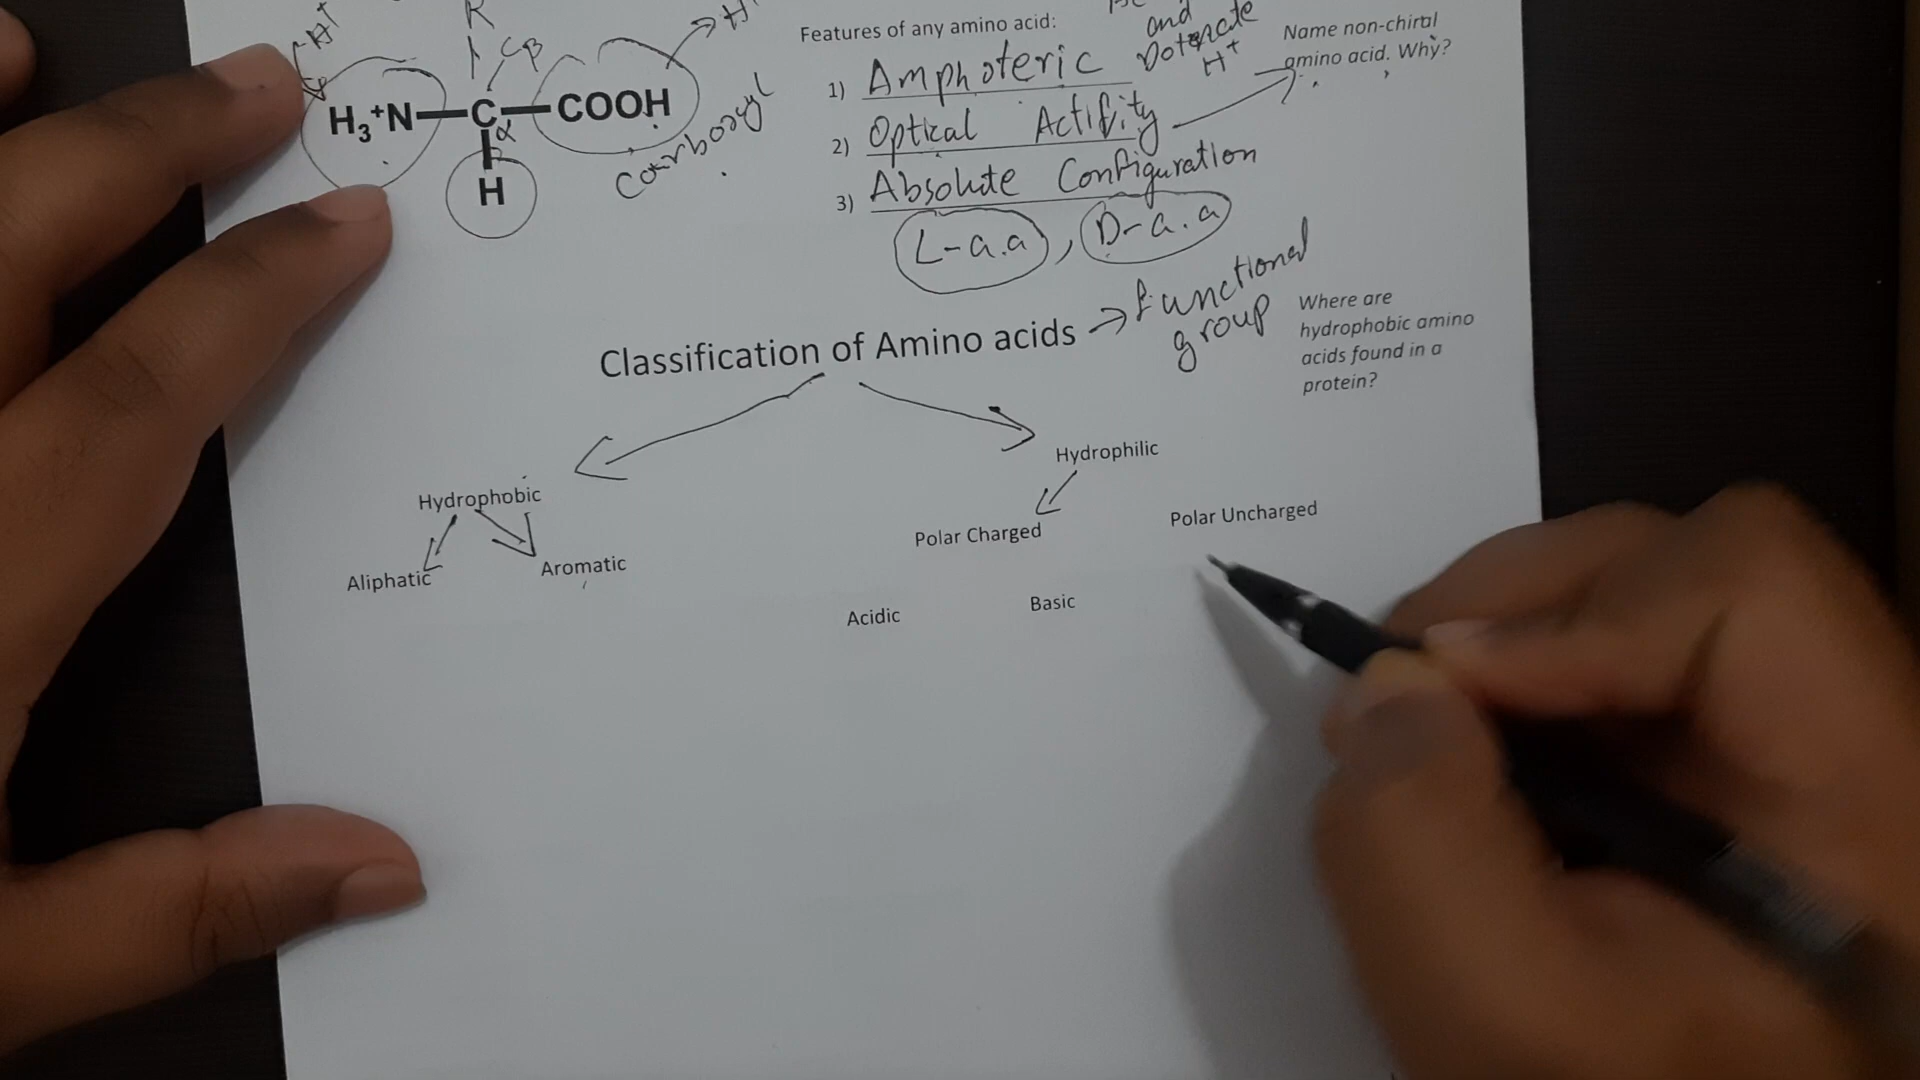 H+
R
Cβ
H
H3+N—C—COOH
α
H
Carboxyl
Features of any amino acid:
and
Dotenate
H+
1) Amphoteric
2) Optical Actifity
3) Absolute Configuration
L-a.a , D-a.a
Name non-chiral
amino acid. Why?
Classification of Amino acids → Functional
group
Where are
hydrophobic amino
acids found in a
protein?
Hydrophobic
Aliphatic
Aromatic
Hydrophilic
Polar Charged
Polar Uncharged
Acidic
Basic